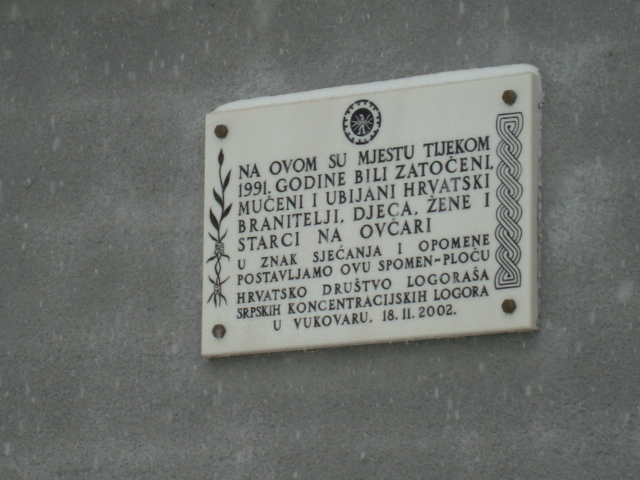 NA OVOM SU MJESTU TIJEKOM
1991. GODINE BILI ZATOČENI,
MUČENI I UBIJANI HRVATSKI
BRANITELJI, DJECA, ŽENE I
STARCI NA OVČARI
U ZNAK SJEĆANJA I OPOMENE
POSTAVLJAMO OVU SPOMEN-PLOČU
HRVATSKO DRUŠTVO LOGORAŠA
SRPSKIH KONCENTRACIJSKIH LOGORA
U VUKOVARU, 18.11.2002.